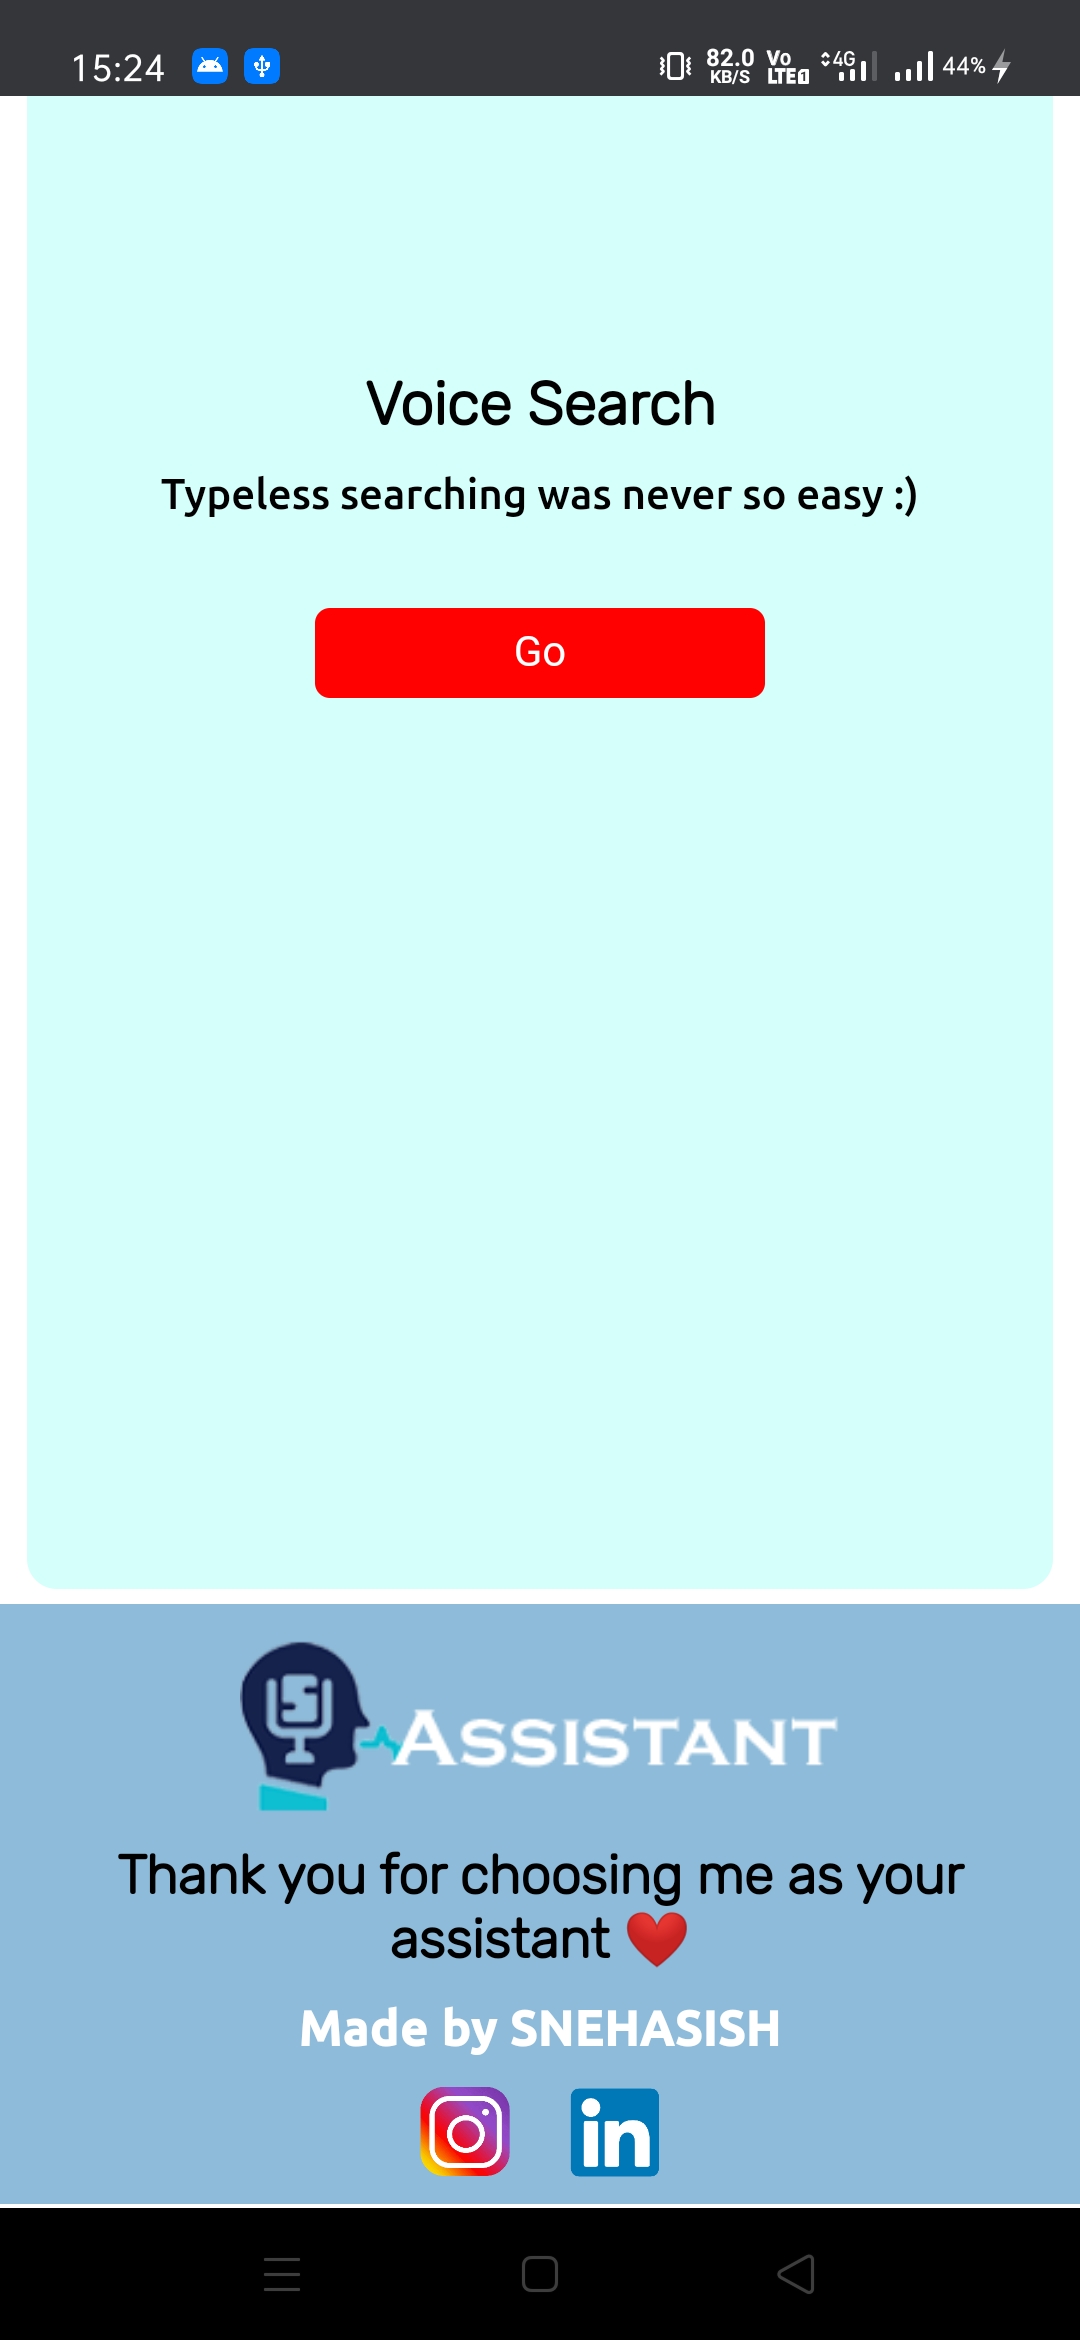 15:24
82.0
KB/S
Vo
LTE1
4G
44%
Voice Search
Typeless searching was never so easy :)
Go
ASSISTANT
Thank you for choosing me as your
assistant ❤️
Made by SNEHASISH
in